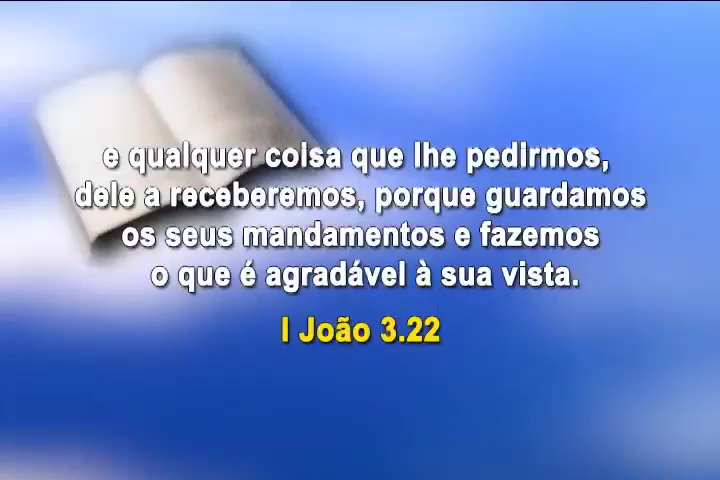 e qualquer coisa que lhe pedirmos,
dele a receberemos, porque guardamos
os seus mandamentos e fazemos
o que é agradável à sua vista.
I João 3.22